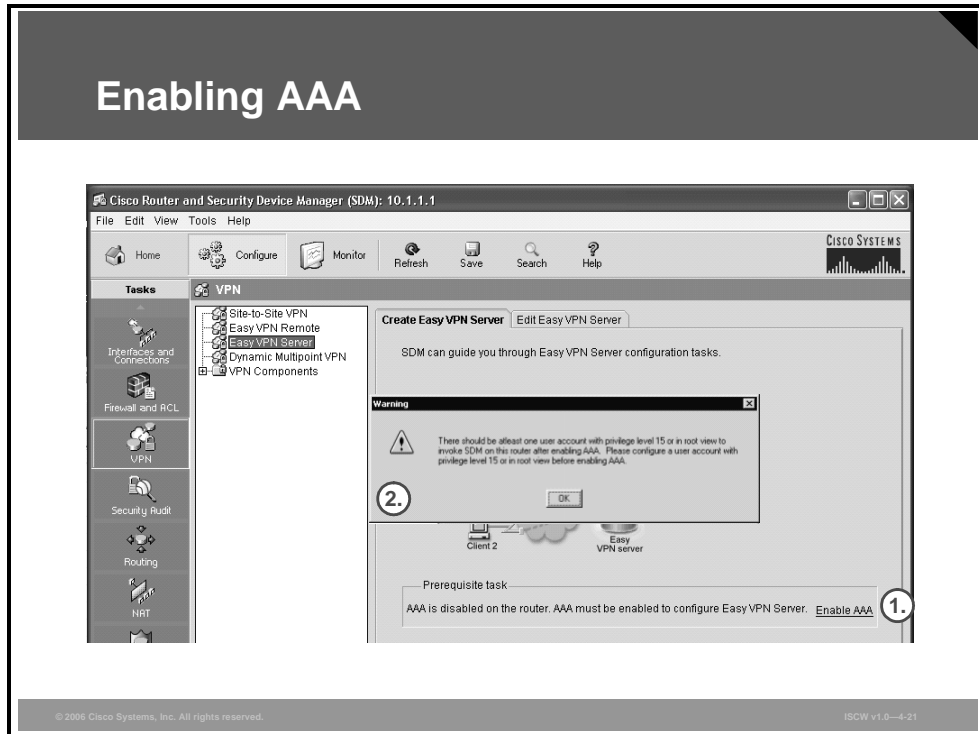 Enabling AAA
Cisco Router and Security Device Manager (SDM): 10.1.1.1
File Edit View Tools Help
Home Configure Monitor Refresh Save Search Help
CISCO SYSTEMS
Tasks
VPN
Interfaces and
Connections
Firewall and ACL
VPN
Security Audit
Routing
NAT
Site-to-Site VPN
Easy VPN Remote
Easy VPN Server
Dynamic Multipoint VPN
VPN Components
Create Easy VPN Server Edit Easy VPN Server
SDM can guide you through Easy VPN Server configuration tasks.
Warning
There should be atleast one user account with privilege level 15 or in root view to
invoke SDM on this router after enabling AAA. Please configure a user account with
privilege level 15 or in root view before enabling AAA.
OK
2.
Client 2
Easy
VPN server
Prerequisite task
AAA is disabled on the router. AAA must be enabled to configure Easy VPN Server. Enable AAA
1.
© 2006 Cisco Systems, Inc. All rights reserved.
ISCW v1.0—4-21